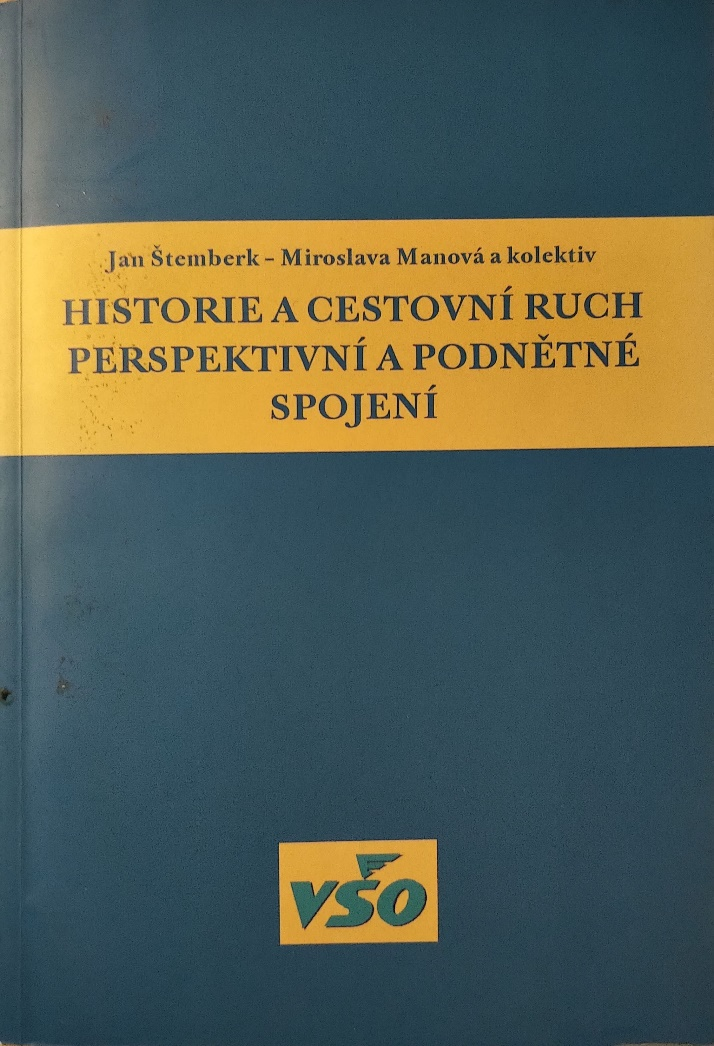 Jan Štemberk – Miroslava Manová a kolektiv
HISTORIE A CESTOVNÍ RUCH
PERSPEKTIVNÍ A PODNĚTNÉ
SPOJENÍ
VŠO